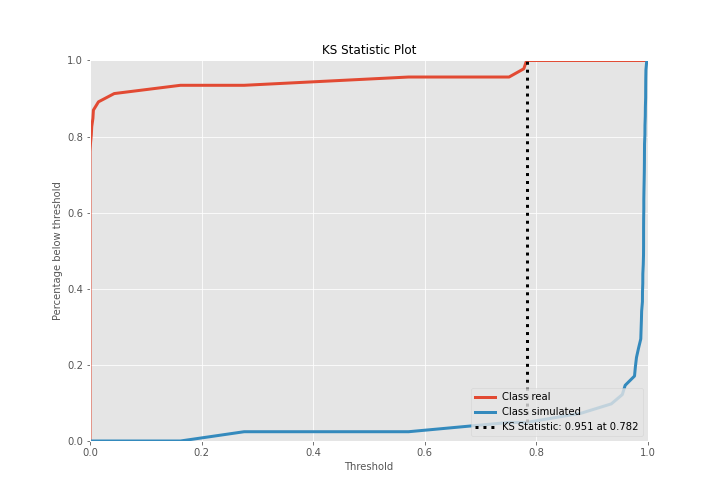 KS Statistic Plot
1.0
0.8
0.6
0.4
0.2
0.0
Percentage below threshold
Class real
Class simulated
KS Statistic: 0.951 at 0.782
0.0 0.2 0.4 0.6 0.8 1.0
Threshold